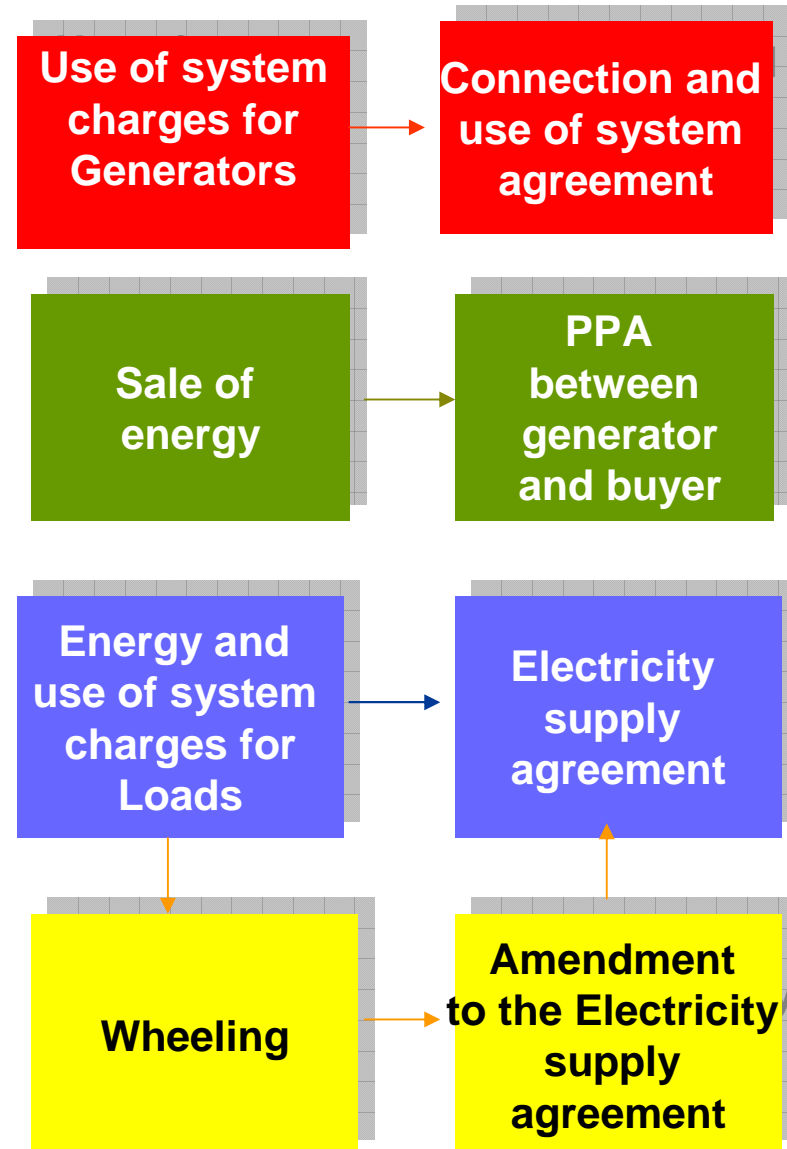 Use of system
charges for
Generators
Connection and
use of system
agreement
Sale of
energy
PPA
between
generator
and buyer
Energy and
use of system
charges for
Loads
Electricity
supply
agreement
Wheeling
Amendment
to the Electricity
supply
agreement